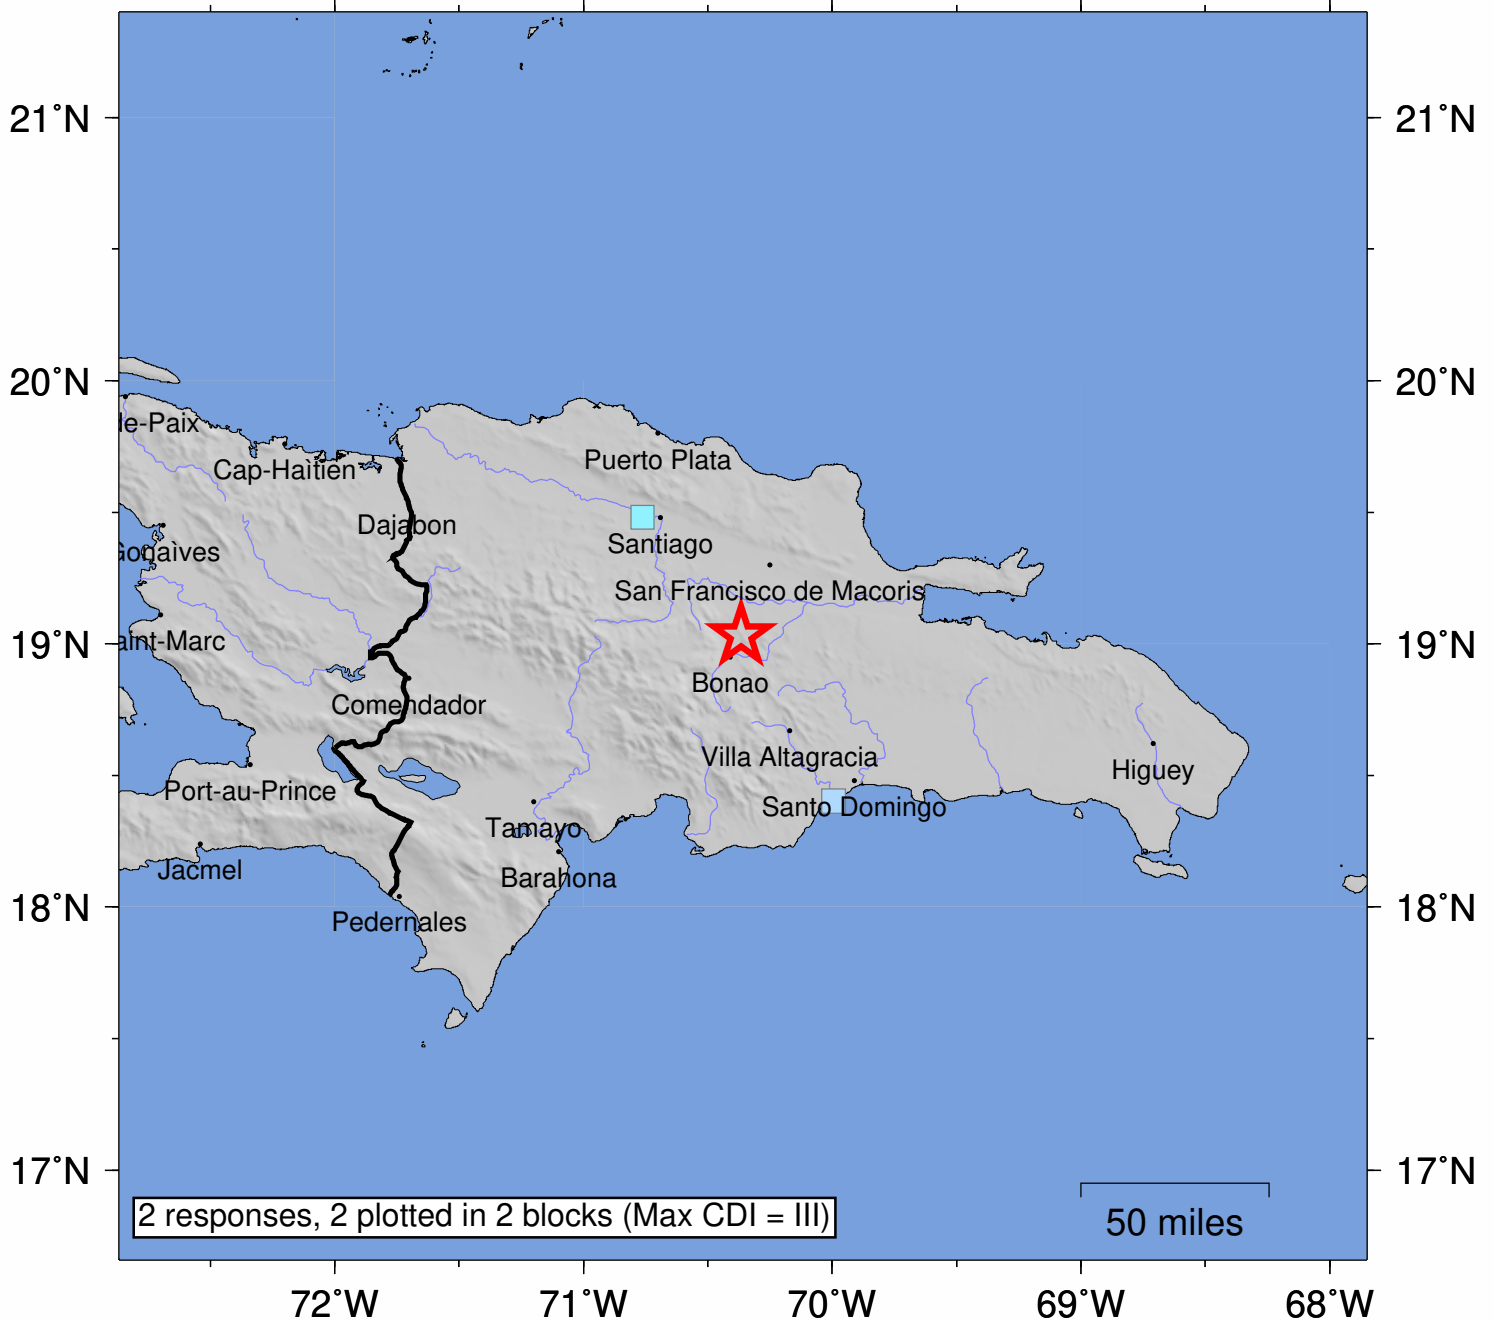 21°N
21°N
20°N
20°N
le-Paix
Puerto Plata
Cap-Haïtien
Dajabon
Santiago
Gonaìves
San Francisco de Macoris
19°N
aint-Marc
19°N
Bonao
Comendador
Villa Altagracia
Higuey
Port-au-Prince
Santo Domingo
Tamayo
Jacmel
Barahona
18°N
18°N
Pedernales
17°N
17°N
2 responses, 2 plotted in 2 blocks (Max CDI = III)
50 miles
72°W
71°W
70°W
69°W
68°W